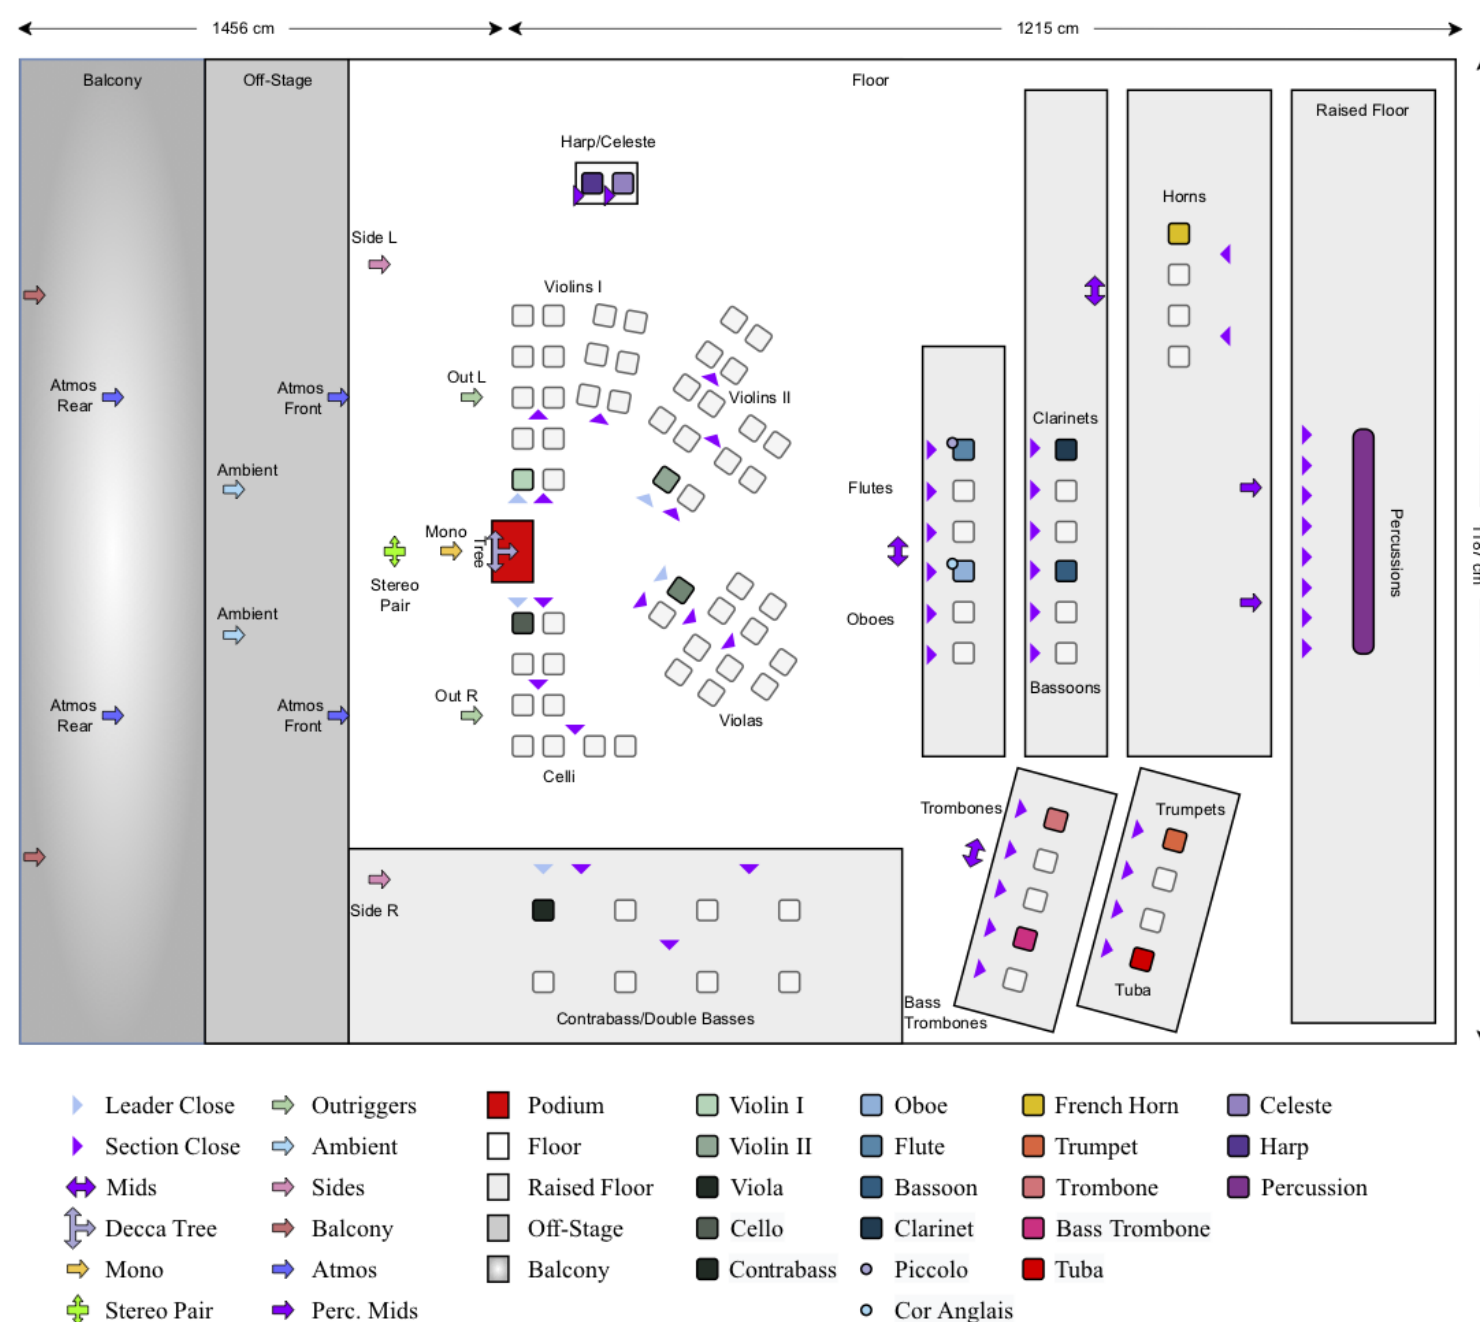 1456 cm
1215 cm
Balcony
Off-Stage
Floor
Raised Floor
Harp/Celeste
Horns
Side L
Violins I
Out L
Violins II
Atmos
Rear
Atmos
Front
Clarinets
Ambient
Flutes
Mono
Tree
Stereo
Pair
Percussions
1187 cm
Ambient
Oboes
Bassoons
Out R
Atmos
Rear
Atmos
Front
Violas
Celli
Trombones
Trumpets
Side R
Tuba
Bass
Trombones
Contrabass/Double Basses
Leader Close
Outriggers
Podium
Violin I
Oboe
French Horn
Celeste
Section Close
Ambient
Floor
Violin II
Flute
Trumpet
Harp
Mids
Sides
Raised Floor
Viola
Bassoon
Trombone
Percussion
Decca Tree
Balcony
Off-Stage
Cello
Clarinet
Bass Trombone
Mono
Atmos
Balcony
Contrabass
Piccolo
Tuba
Stereo Pair
Perc. Mids
Cor Anglais